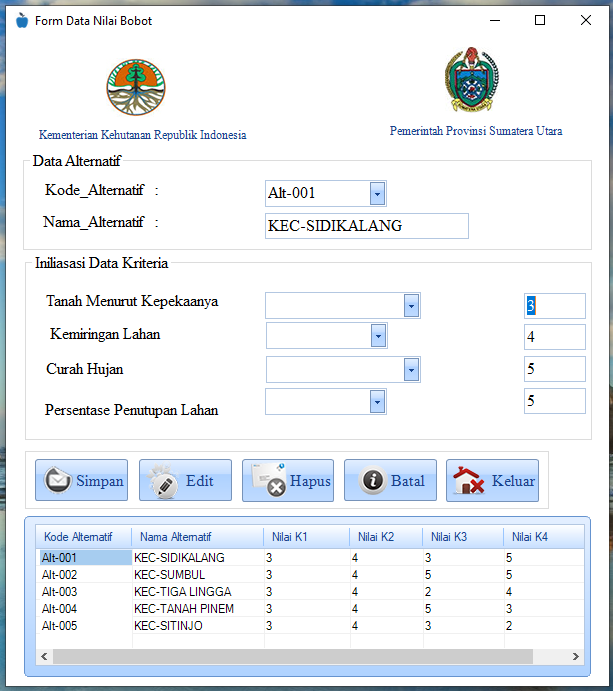 Form Data Nilai Bobot
Kementerian Kehutanan Republik Indonesia
Pemerintah Provinsi Sumatera Utara
Data Alternatif
Kode_Alternatif : Alt-001
Nama_Alternatif : KEC-SIDIKALANG
Iniliasasi Data Kriteria
Tanah Menurut Kepekaanya 3
Kemiringan Lahan 4
Curah Hujan 5
Persentase Penutupan Lahan 5
Simpan Edit Hapus Batal Keluar
Kode Alternatif Nama Alternatif Nilai K1 Nilai K2 Nilai K3 Nilai K4
Alt-001 KEC-SIDIKALANG 3 4 3 5
Alt-002 KEC-SUMBUL 3 4 5 5
Alt-003 KEC-TIGA LINGGA 3 4 2 4
Alt-004 KEC-TANAH PINEM 3 4 5 3
Alt-005 KEC-SITINJO 3 4 3 2